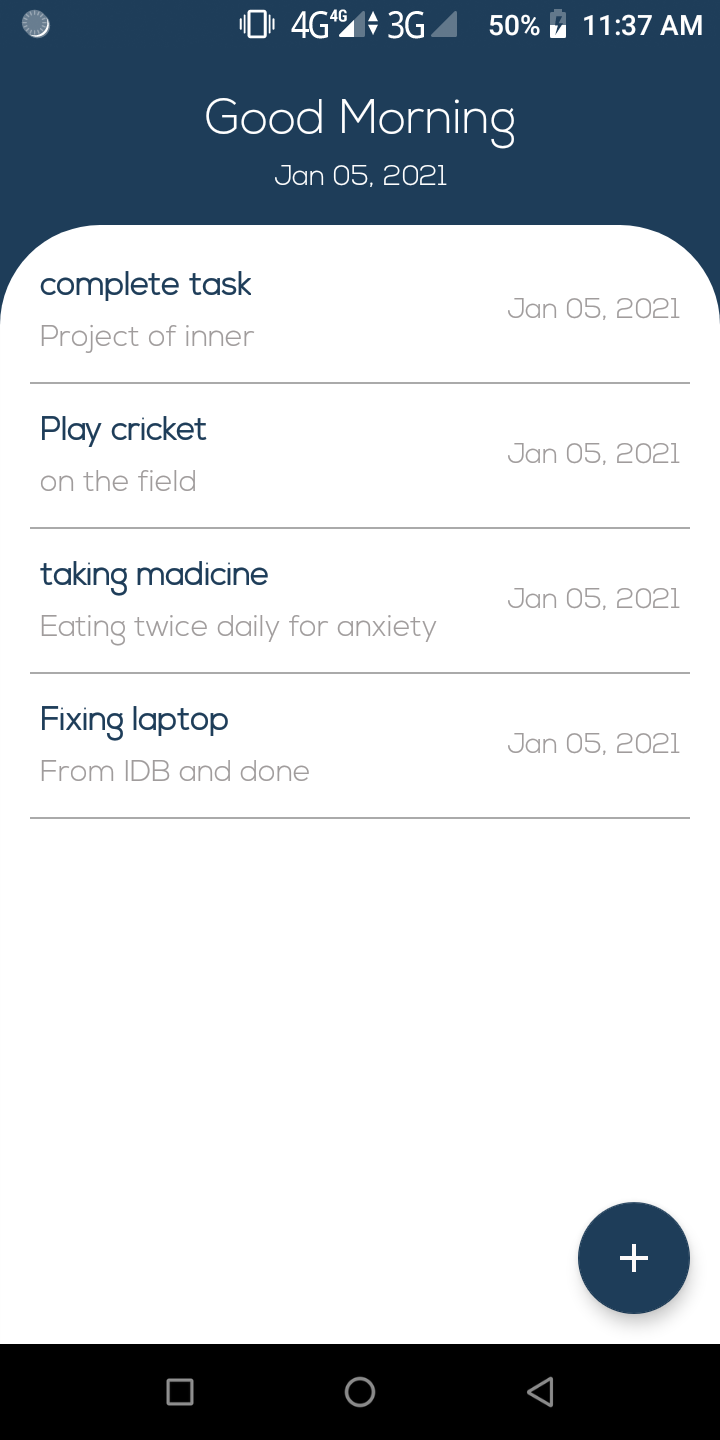 4G 4G 3G 50% 11:37 AM
Good Morning
Jan 05, 2021
complete task
Jan 05, 2021
Project of inner
Play cricket
Jan 05, 2021
on the field
taking madicine
Jan 05, 2021
Eating twice daily for anxiety
Fixing laptop
Jan 05, 2021
From IDB and done
+